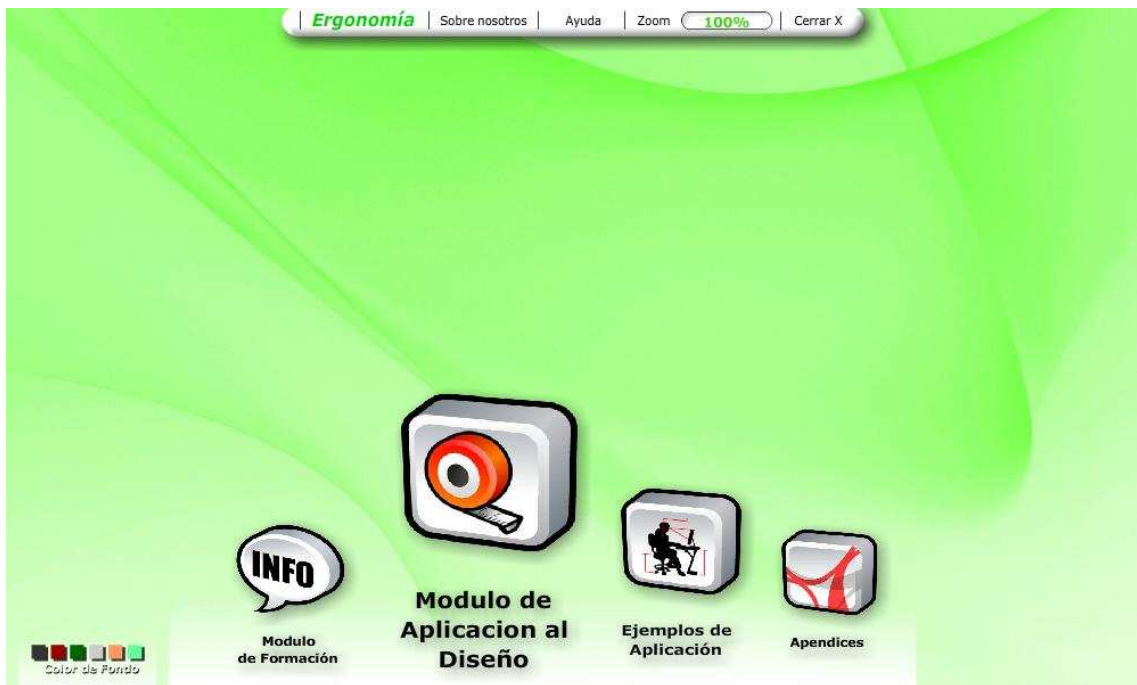 Ergonomía
Sobre nosotros
Ayuda
Zoom
100%
Cerrar X
INFO
Modulo
de Formación
Modulo de
Aplicacion al
Diseño
Ejemplos de
Aplicación
Apendices
Color de Fondo